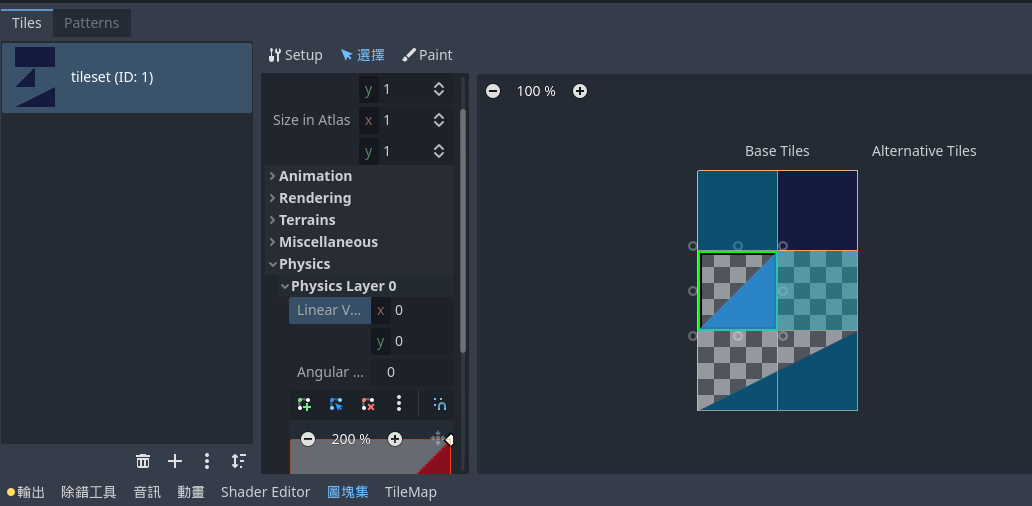 Tiles Patterns
tileset (ID: 1)
Setup 選擇 Paint
y 1
Size in Atlas x 1
y 1
Animation
Rendering
Terrains
Miscellaneous
Physics
Physics Layer 0
Linear V... x 0
y 0
Angular ... 0
200 %
100 %
Base Tiles Alternative Tiles
輸出 除錯工具 音訊 動畫 Shader Editor 圖塊集 TileMap